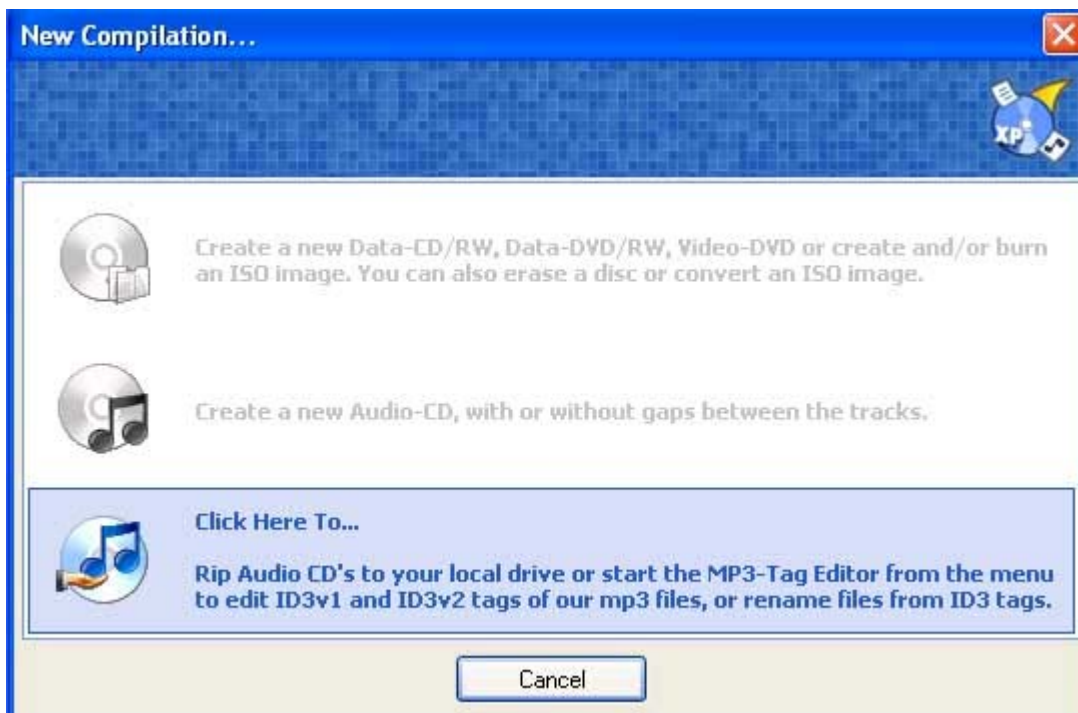 New Compilation...
XP
Create a new Data-CD/RW, Data-DVD/RW, Video-DVD or create and/or burn
an ISO image. You can also erase a disc or convert an ISO image.
Create a new Audio-CD, with or without gaps between the tracks.
Click Here To...
Rip Audio CD's to your local drive or start the MP3-Tag Editor from the menu
to edit ID3v1 and ID3v2 tags of our mp3 files, or rename files from ID3 tags.
Cancel